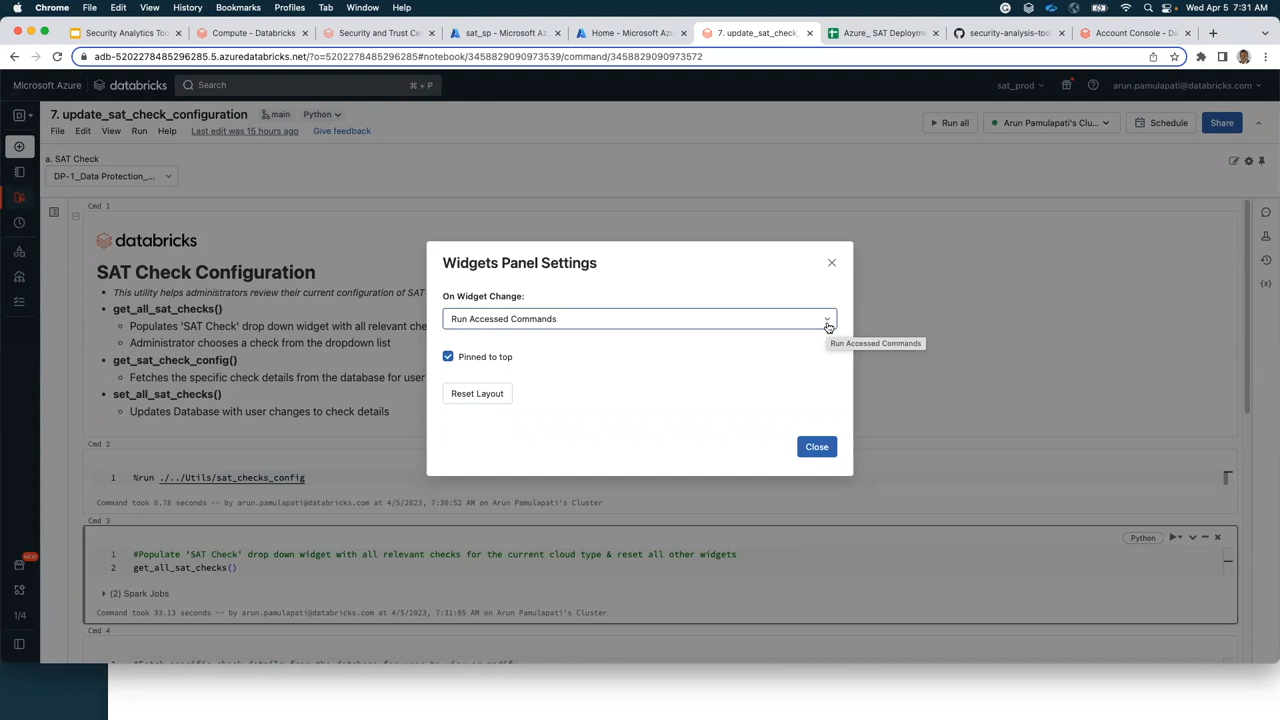 Chrome File Edit View History Bookmarks Profiles Tab Window Help Wed Apr 5 7:31 AM
Security Analytics Too Compute - Databricks Security and Trust Cen sat_sp - Microsoft Az Home - Microsoft Az 7. update_sat_check_ Azure_ SAT Deployme security-analysis-too Account Console - Da
adb-5202278485296285.5.azuredatabricks.net/?o=5202278485296285#notebook/3458829090973539/command/3458829090973572
Microsoft Azure databricks Search ⌘ + P sat_prod arun.pamulapati@databricks.com
7. update_sat_check_configuration main Python
File Edit View Run Help Last edit was 15 hours ago Give feedback
Run all Arun Pamulapati's Clu... Schedule Share
a. SAT Check
DP-1_Data Protection_...
Cmd 1
databricks
SAT Check Configuration
This utility helps administrators review their current configuration of SAT
get_all_sat_checks()
Populates 'SAT Check' drop down widget with all relevant che
Administrator chooses a check from the dropdown list
get_sat_check_config()
Fetches the specific check details from the database for user
set_all_sat_checks()
Updates Database with user changes to check details
Widgets Panel Settings
On Widget Change:
Run Accessed Commands
Run Accessed Commands
Pinned to top
Reset Layout
Close
Cmd 2
1 %run ./../Utils/sat_checks_config
Command took 0.78 seconds -- by arun.pamulapati@databricks.com at 4/5/2023, 7:30:52 AM on Arun Pamulapati's Cluster
Cmd 3
Python
1 #Populate 'SAT Check' drop down widget with all relevant checks for the current cloud type & reset all other widgets
2 get_all_sat_checks()
(2) Spark Jobs
Command took 33.13 seconds -- by arun.pamulapati@databricks.com at 4/5/2023, 7:31:05 AM on Arun Pamulapati's Cluster
Cmd 4
NEW
1/4